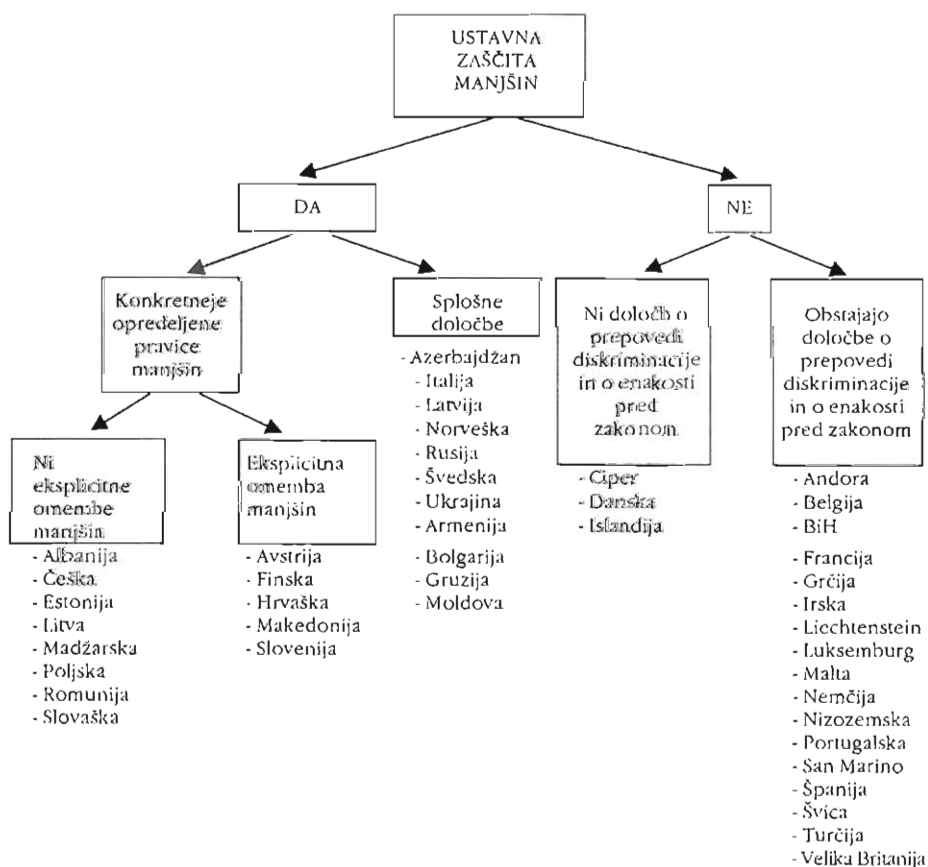 USTAVNA
ZAŠČITA
MANJŠIN
DA
NE
Konkretneje
opredeljene
pravice
manjšin
Splošne
določbe
- Azerbajdžan
- Italija
- Latvija
- Norveška
- Rusija
- Švedska
- Ukrajina
- Armenija
- Bolgarija
- Gruzija
- Moldova
Ni določb o
prepovedi
diskriminacije
in o enakosti
pred
zakonom
- Ciper
- Danska
- Islandija
Obstajajo
določbe o
prepovedi
diskriminacije
in o enakosti
pred zakonom
- Andora
- Belgija
- BiH
- Francija
- Grčija
- Irska
- Liechtenstein
- Luksemburg
- Malta
- Nemčija
- Nizozemska
- Portugalska
- San Marino
- Španija
- Švica
- Turčija
- Velika Britanija
Ni
eksplicitne
omembe
manjšin
- Albanija
- Češka
- Estonija
- Litva
- Madžarska
- Poljska
- Romunija
- Slovaška
Eksplicitna
omemba
manjšin
- Avstrija
- Finska
- Hrvaška
- Makedonija
- Slovenija